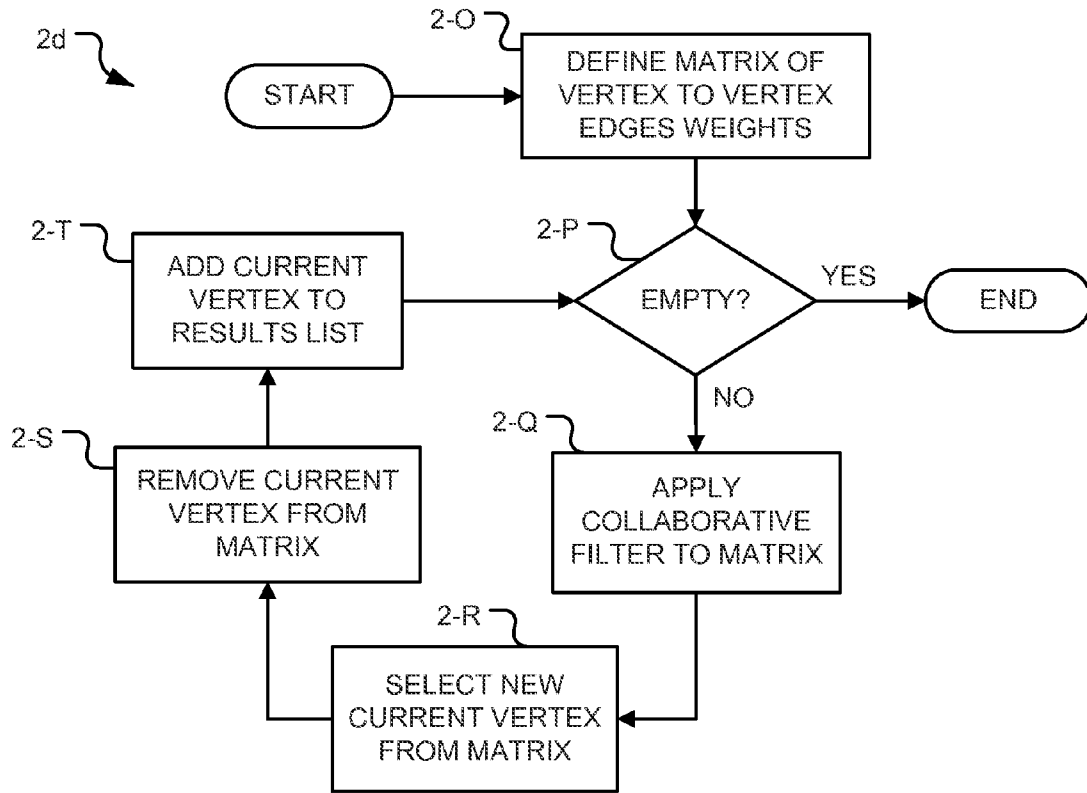 2d
START
2-O
DEFINE MATRIX OF
VERTEX TO VERTEX
EDGES WEIGHTS
2-T
ADD CURRENT
VERTEX TO
RESULTS LIST
2-P
EMPTY?
YES
END
NO
2-S
REMOVE CURRENT
VERTEX FROM
MATRIX
2-Q
APPLY
COLLABORATIVE
FILTER TO MATRIX
2-R
SELECT NEW
CURRENT VERTEX
FROM MATRIX